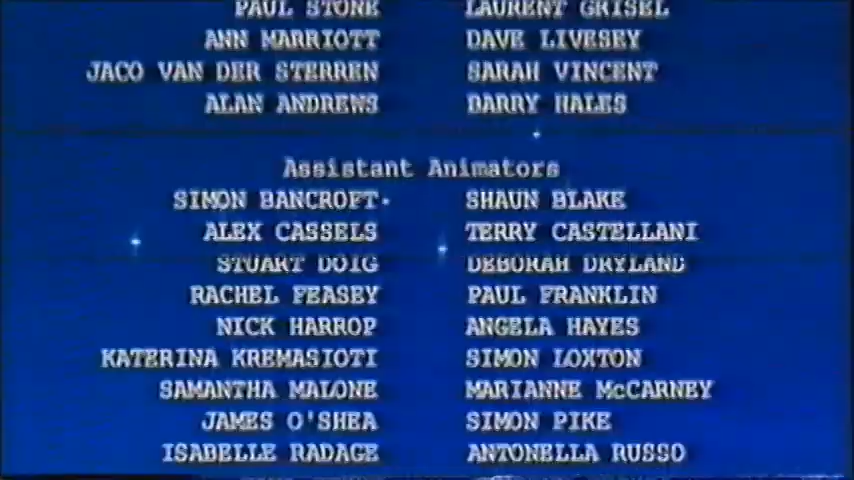 PAUL STONE LAURENT GRISEL
ANN MARRIOTT DAVE LIVESEY
JACO VAN DER STERREN SARAH VINCENT
ALAN ANDREWS BARRY HALES
Assistant Animators
SIMON BANCROFT SHAUN BLAKE
ALEX CASSELS TERRY CASTELLANI
STUART DOIG DEBORAH DRYLAND
RACHEL FEASEY PAUL FRANKLIN
NICK HARROP ANGELA HAYES
KATERINA KREMASIOTI SIMON LOXTON
SAMANTHA MALONE MARIANNE McCARNEY
JAMES O'SHEA SIMON PIKE
ISABELLE RADAGE ANTONELLA RUSSO